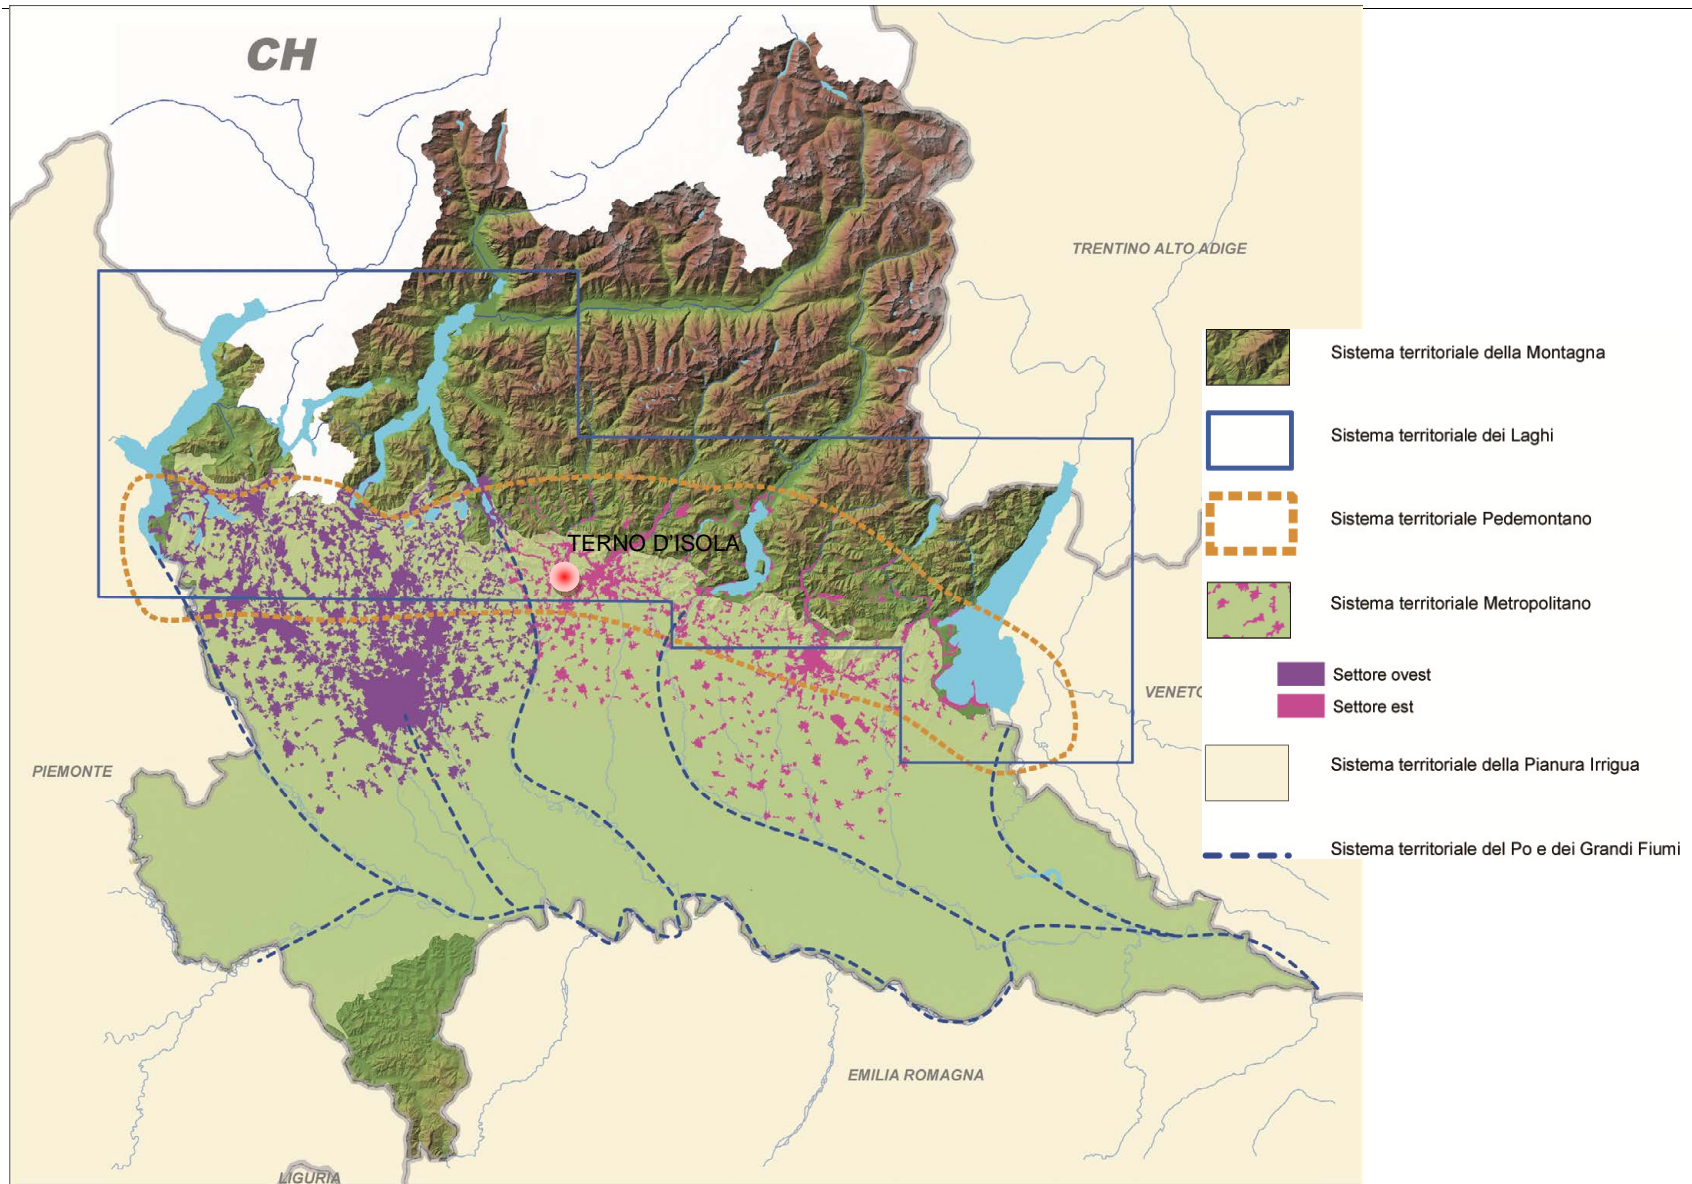 CH
TRENTINO ALTO ADIGE
Sistema territoriale della Montagna
Sistema territoriale dei Laghi
Sistema territoriale Pedemontano
TERNO D'ISOLA
Sistema territoriale Metropolitano
Settore ovest
VENETO
Settore est
PIEMONTE
Sistema territoriale della Pianura Irrigua
Sistema territoriale del Po e dei Grandi Fiumi
EMILIA ROMAGNA
LIGURIA